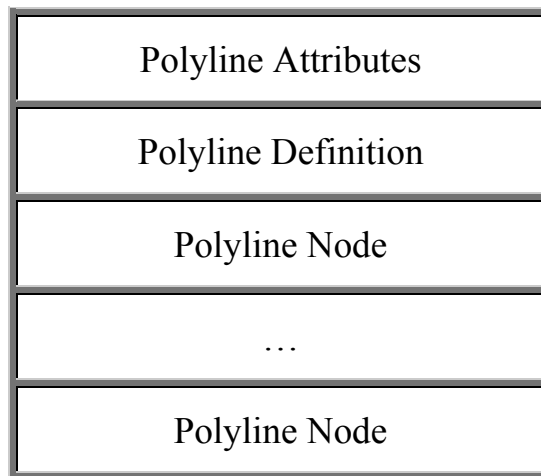 Polyline Attributes
Polyline Definition
Polyline Node
…
Polyline Node